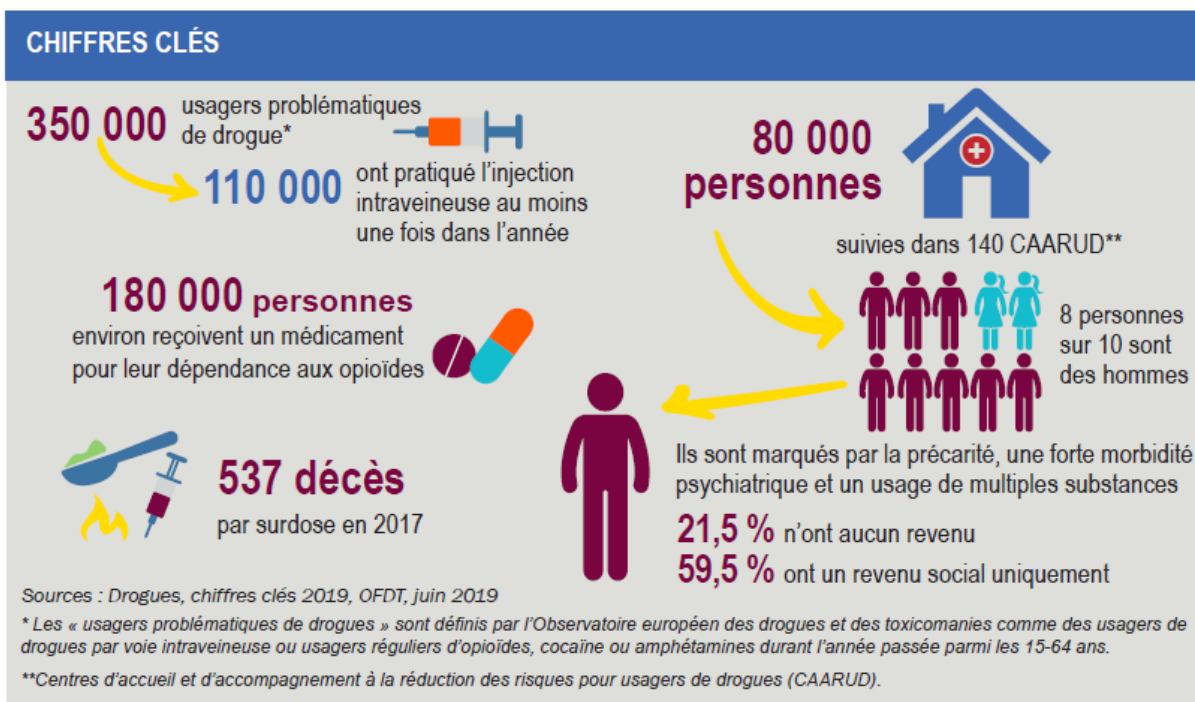 CHIFFRES CLÉS
350 000
usagers problématiques
de drogue*
110 000
ont pratiqué l'injection
intraveineuse au moins
une fois dans l'année
180 000 personnes
environ reçoivent un médicament
pour leur dépendance aux opioïdes
537 décès
par surdose en 2017
80 000
personnes
suivies dans 140 CAARUD**
8 personnes
sur 10 sont
des hommes
Ils sont marqués par la précarité, une forte morbidité
psychiatrique et un usage de multiples substances
21,5 % n'ont aucun revenu
59,5 % ont un revenu social uniquement
Sources : Drogues, chiffres clés 2019, OFDT, juin 2019
* Les « usagers problématiques de drogues » sont définis par l'Observatoire européen des drogues et des toxicomanies comme des usagers de
drogues par voie intraveineuse ou usagers réguliers d'opioïdes, cocaïne ou amphétamines durant l'année passée parmi les 15-64 ans.
**Centres d'accueil et d'accompagnement à la réduction des risques pour usagers de drogues (CAARUD).